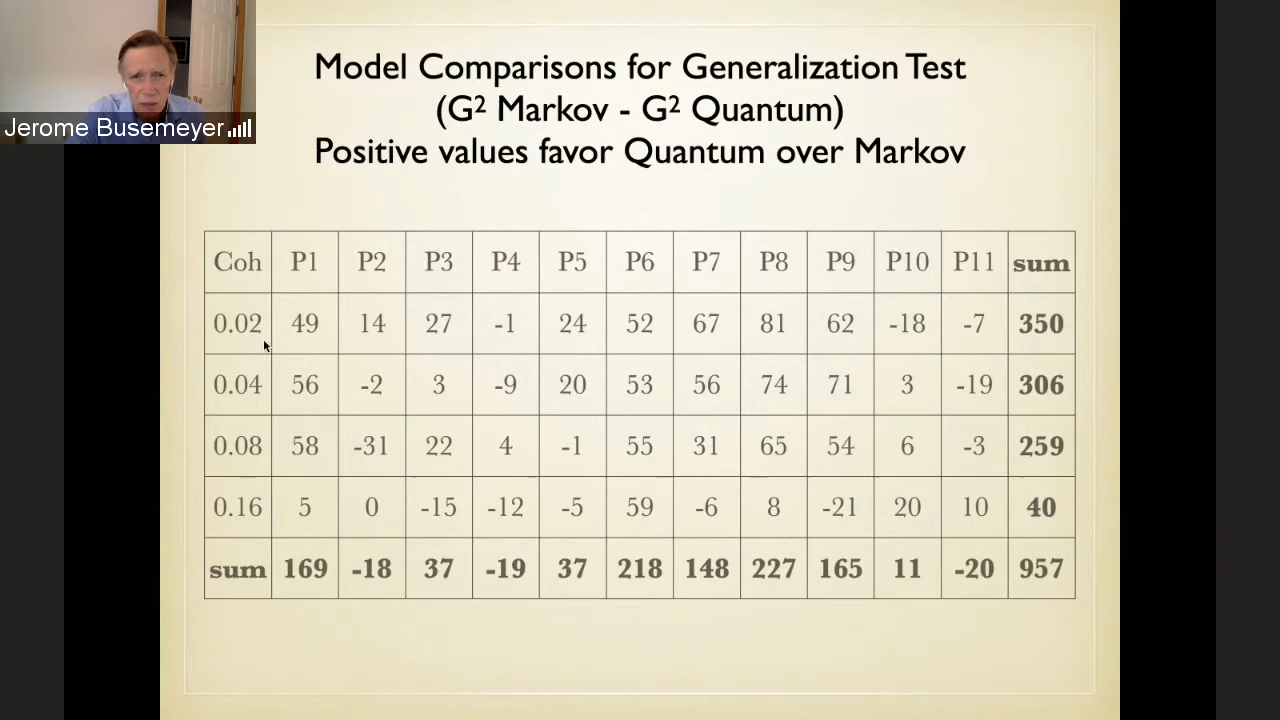 Jerome Busemeyer
Model Comparisons for Generalization Test
(G² Markov - G² Quantum)
Positive values favor Quantum over Markov
Coh P1 P2 P3 P4 P5 P6 P7 P8 P9 P10 P11 sum
0.02 49 14 27 -1 24 52 67 81 62 -18 -7 350
0.04 56 -2 3 -9 20 53 56 74 71 3 -19 306
0.08 58 -31 22 4 -1 55 31 65 54 6 -3 259
0.16 5 0 -15 -12 -5 59 -6 8 -21 20 10 40
sum 169 -18 37 -19 37 218 148 227 165 11 -20 957